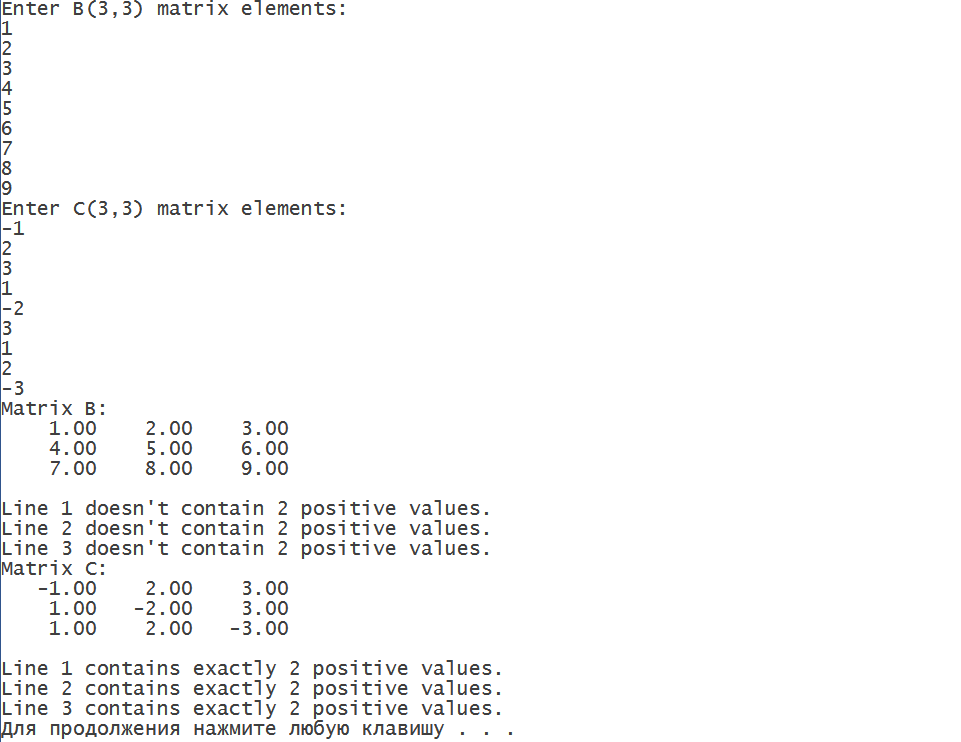 Enter B(3,3) matrix elements:
1
2
3
4
5
6
7
8
9
Enter C(3,3) matrix elements:
-1
2
3
1
-2
3
1
2
-3
Matrix B:
    1.00    2.00    3.00
    4.00    5.00    6.00
    7.00    8.00    9.00

Line 1 doesn't contain 2 positive values.
Line 2 doesn't contain 2 positive values.
Line 3 doesn't contain 2 positive values.
Matrix C:
   -1.00    2.00    3.00
    1.00   -2.00    3.00
    1.00    2.00   -3.00

Line 1 contains exactly 2 positive values.
Line 2 contains exactly 2 positive values.
Line 3 contains exactly 2 positive values.
Для продолжения нажмите любую клавишу . . .